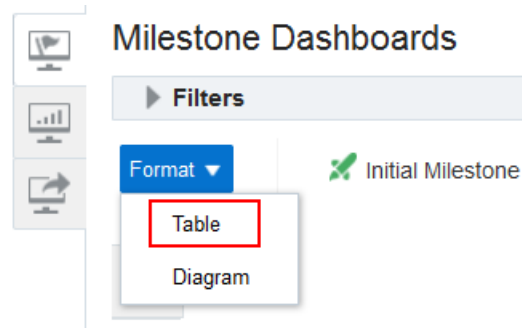 Milestone Dashboards
Filters
Format
Initial Milestone
Table
Diagram